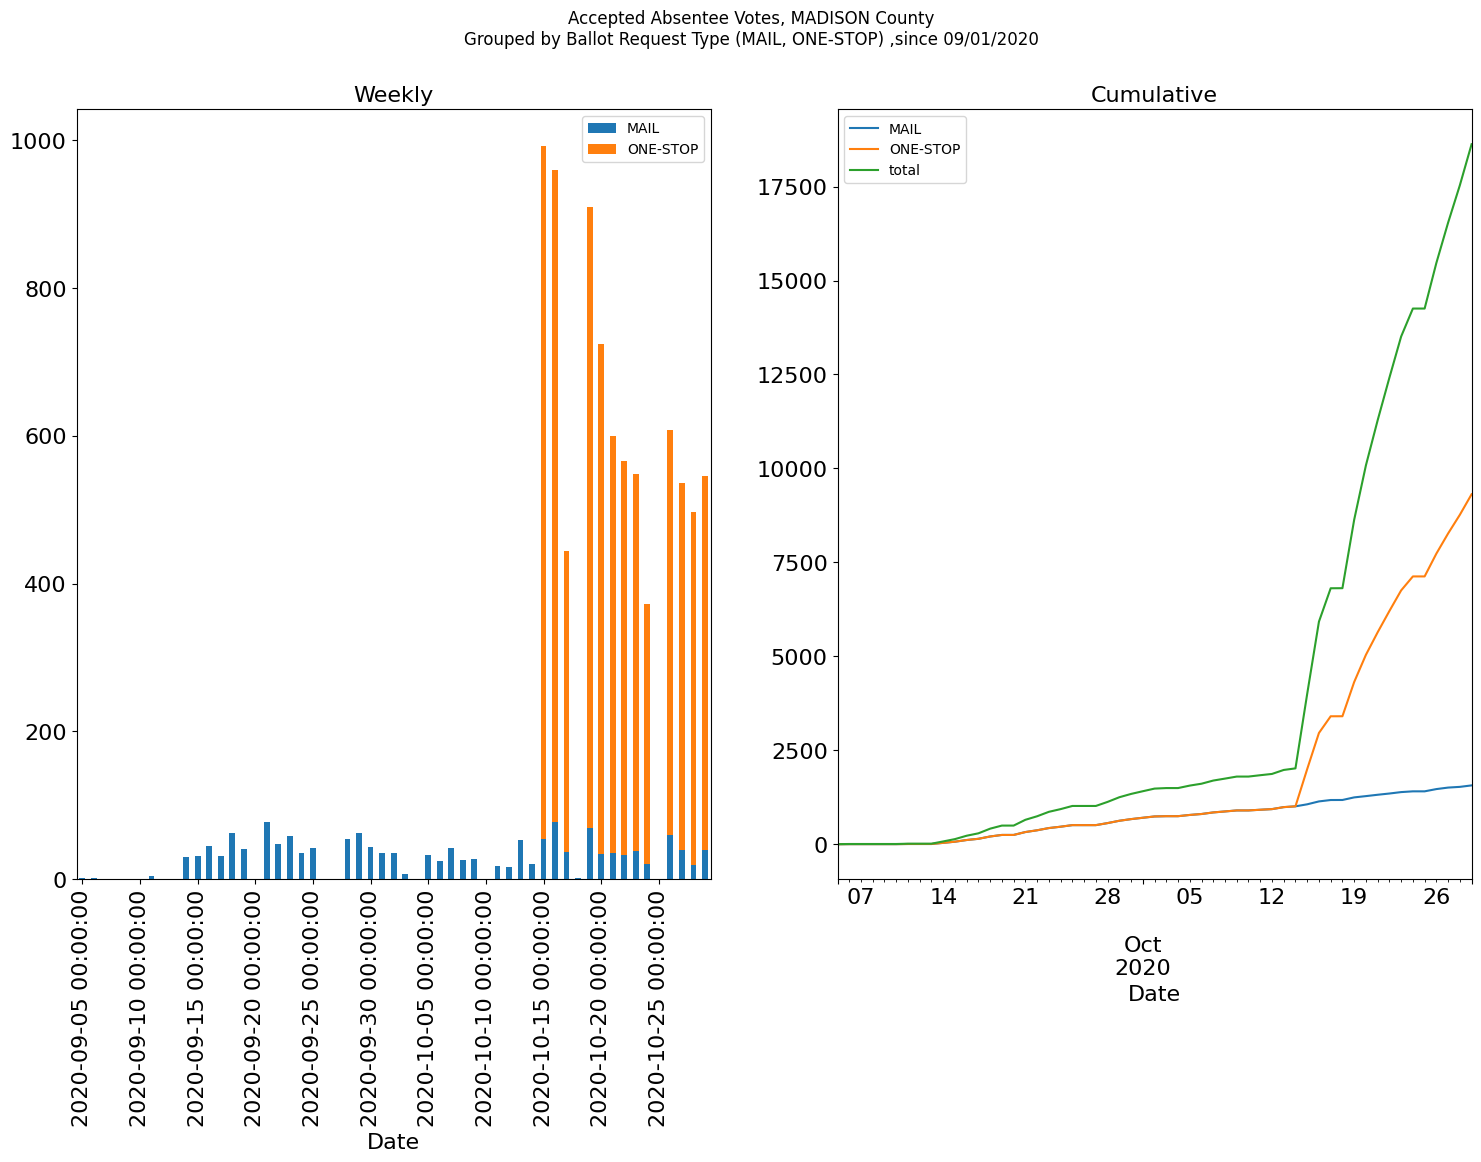 Accepted Absentee Votes, MADISON County
Grouped by Ballot Request Type (MAIL, ONE-STOP) ,since 09/01/2020
Weekly
1000
800
600
400
200
0
MAIL
ONE-STOP
2020-09-05 00:00:00
2020-09-10 00:00:00
2020-09-15 00:00:00
2020-09-20 00:00:00
2020-09-25 00:00:00
2020-09-30 00:00:00
2020-10-05 00:00:00
2020-10-10 00:00:00
2020-10-15 00:00:00
2020-10-20 00:00:00
2020-10-25 00:00:00
Date
Cumulative
MAIL
ONE-STOP
total
17500
15000
12500
10000
7500
5000
2500
0
07 14 21 28 05 12 19 26
Oct
2020
Date